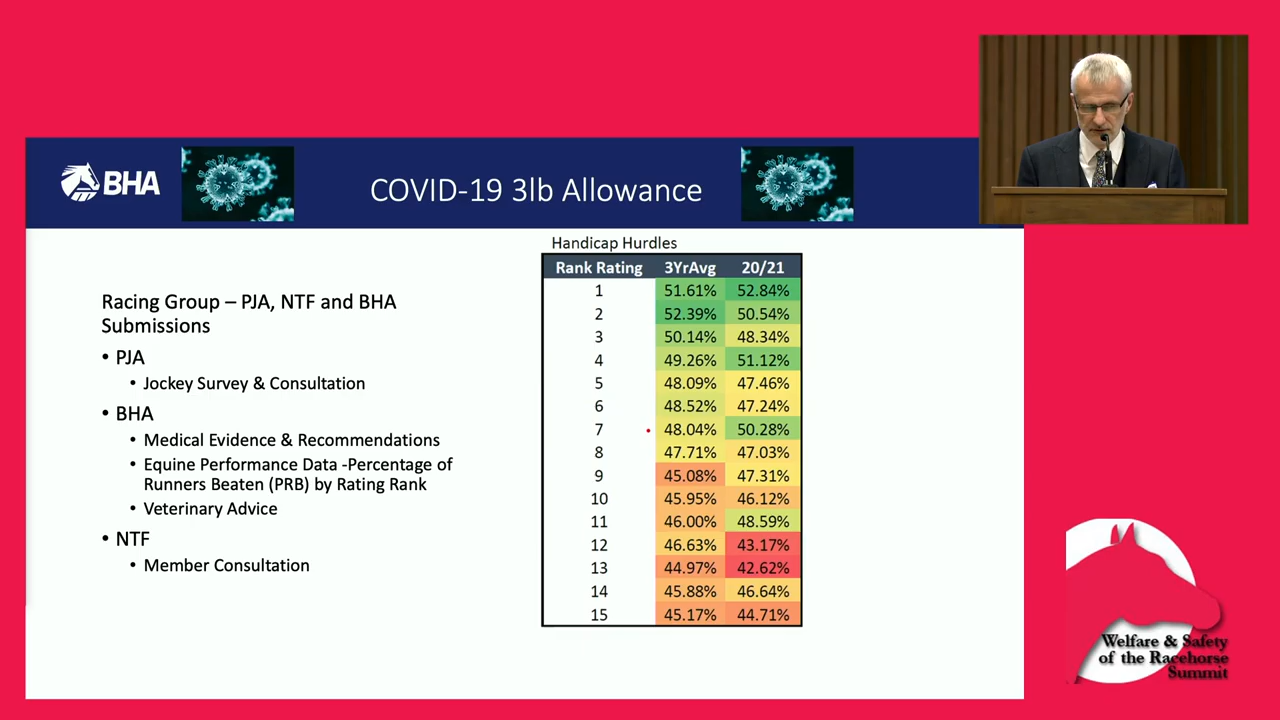 BHA
COVID-19 3lb Allowance
Racing Group – PJA, NTF and BHA
Submissions
• PJA
• Jockey Survey & Consultation
• BHA
• Medical Evidence & Recommendations
• Equine Performance Data -Percentage of
Runners Beaten (PRB) by Rating Rank
• Veterinary Advice
• NTF
• Member Consultation
Handicap Hurdles
Rank Rating 3YrAvg 20/21
1 51.61% 52.84%
2 52.39% 50.54%
3 50.14% 48.34%
4 49.26% 51.12%
5 48.09% 47.46%
6 48.52% 47.24%
7 48.04% 50.28%
8 47.71% 47.03%
9 45.08% 47.31%
10 45.95% 46.12%
11 46.00% 48.59%
12 46.63% 43.17%
13 44.97% 42.62%
14 45.88% 46.64%
15 45.17% 44.71%
Welfare & Safety
of the Racehorse
Summit